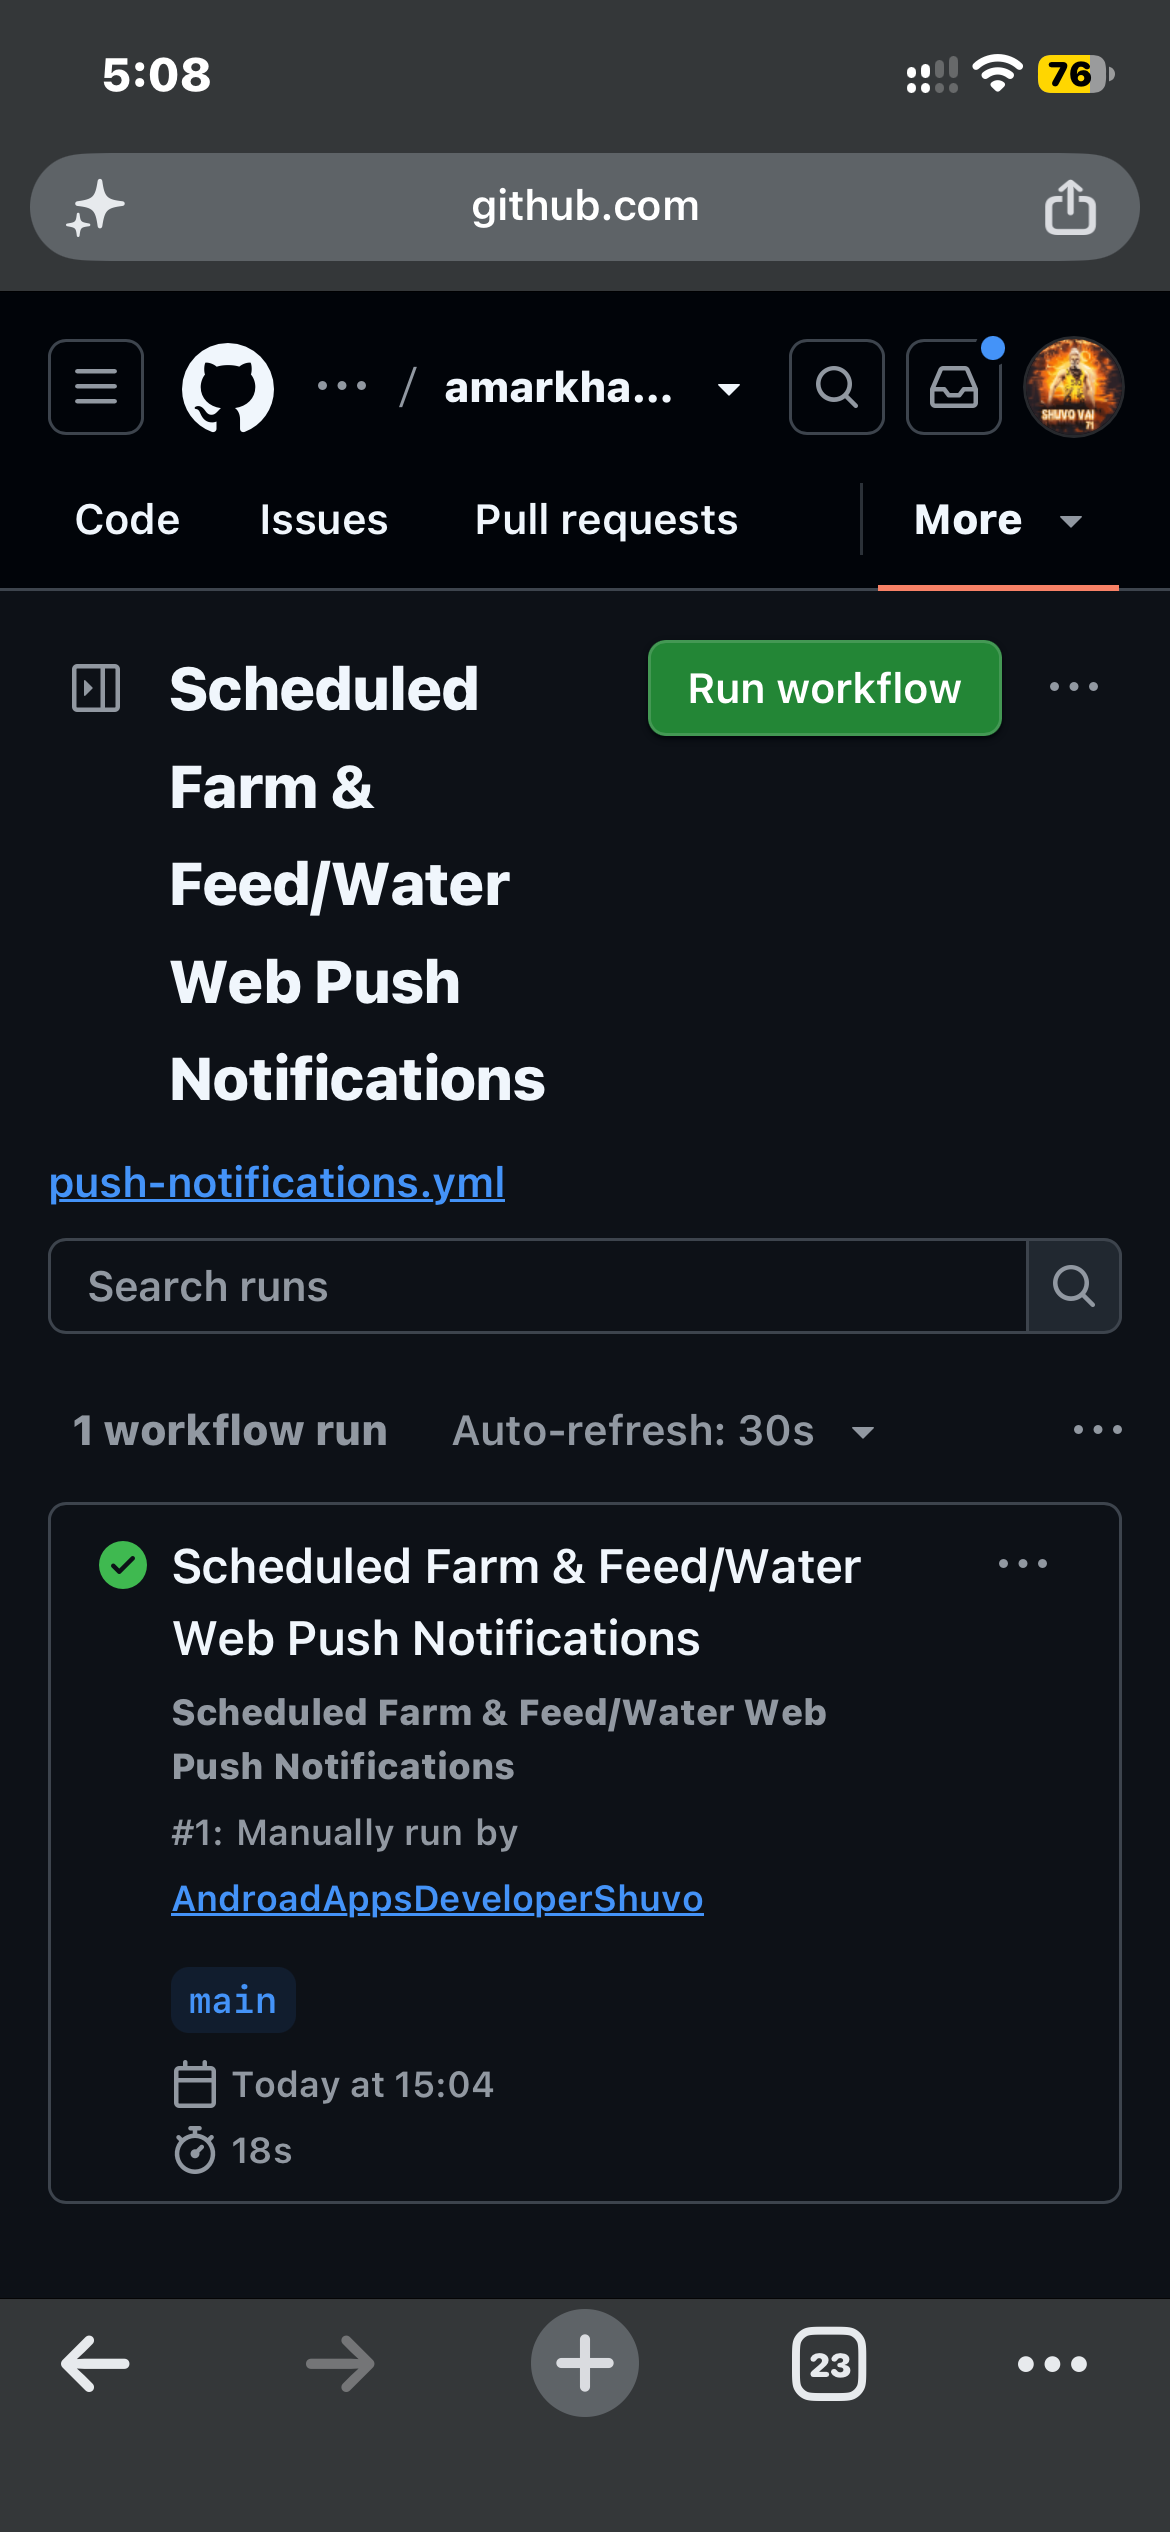 5:08
76
github.com
... / amarkha...
SHUVO VAI
71
Code Issues Pull requests More
Scheduled
Farm &
Feed/Water
Web Push
Notifications
Run workflow
push-notifications.yml
Search runs
1 workflow run Auto-refresh: 30s
Scheduled Farm & Feed/Water
Web Push Notifications
Scheduled Farm & Feed/Water Web
Push Notifications
#1: Manually run by
AndroadAppsDeveloperShuvo
main
Today at 15:04
18s
23